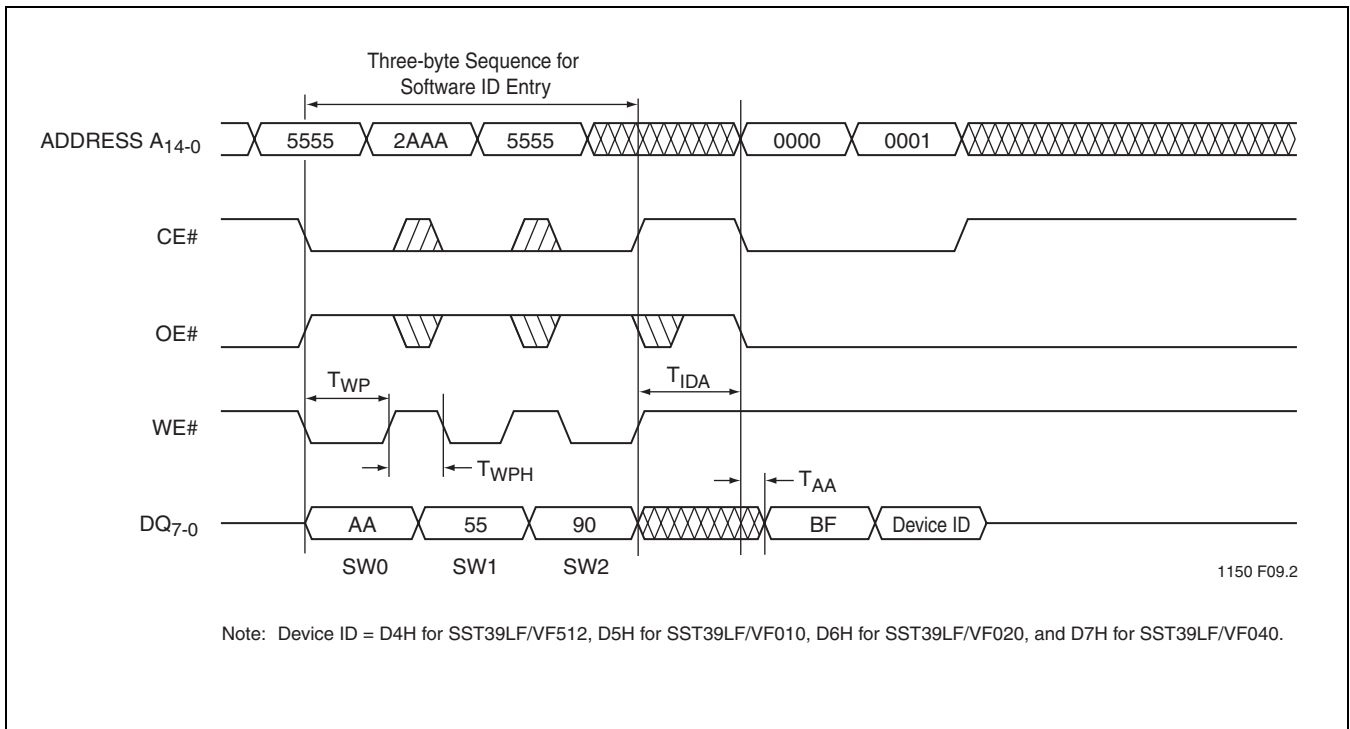 Three-byte Sequence for
Software ID Entry
ADDRESS A14-0 5555 2AAA 5555 0000 0001
CE#
OE#
TWP TIDA
WE#
TWPH TAA
DQ7-0 AA 55 90 BF Device ID
SW0 SW1 SW2
1150 F09.2
Note: Device ID = D4H for SST39LF/VF512, D5H for SST39LF/VF010, D6H for SST39LF/VF020, and D7H for SST39LF/VF040.